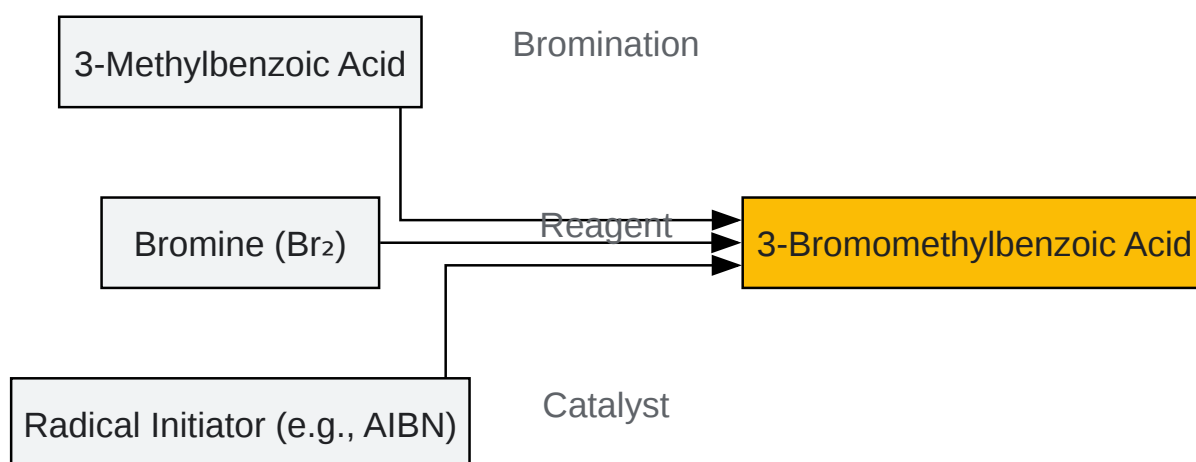 3-Methylbenzoic Acid
Bromination
Bromine (Br₂)
Reagent
3-Bromomethylbenzoic Acid
Radical Initiator (e.g., AIBN)
Catalyst